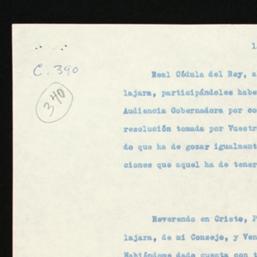 1
C. 390
340
Real Cédula del Rey, a
lajara, participándoles habe
Audiencia Gobernadora por co
resolución tomada por Vuestr
do que ha de gozar igualment
ciones que aquel ha de tener
Reverendo en Cristo, P
lajara, de mi Consejo, y Ven
Habiéndome dado cuenta con t